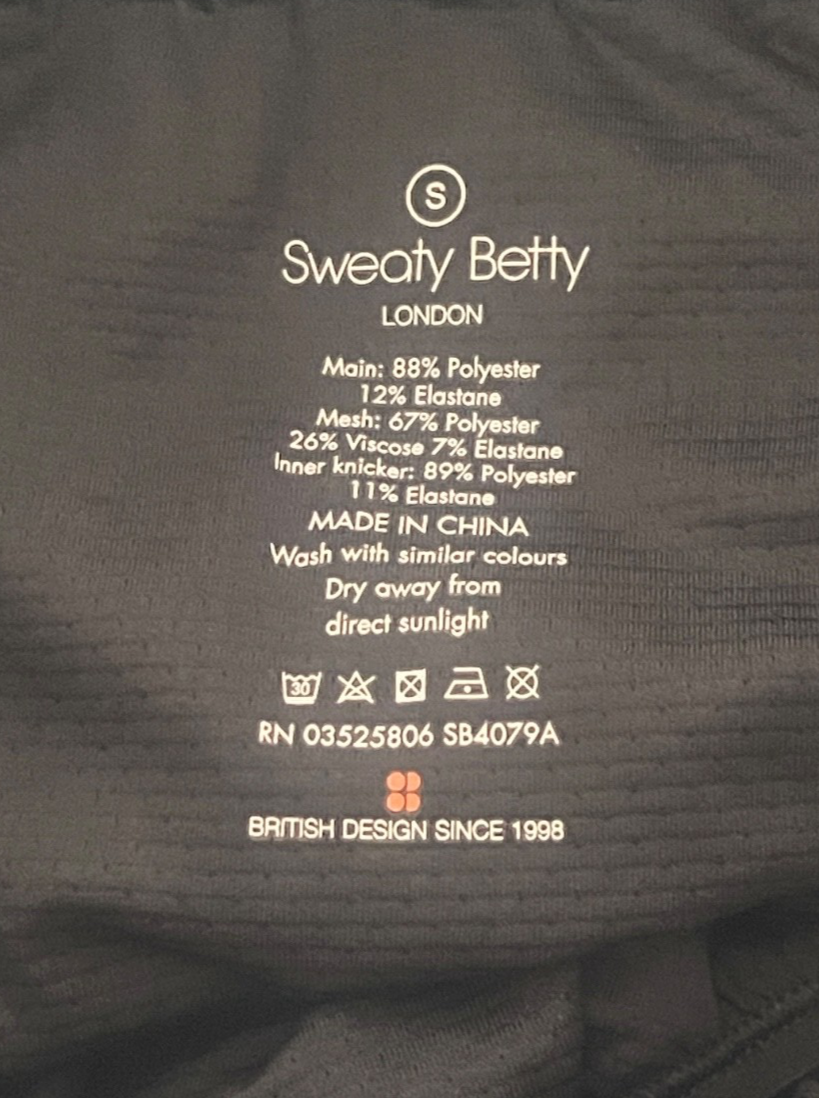 S
Sweaty Betty
LONDON
Main: 88% Polyester
12% Elastane
Mesh: 67% Polyester
26% Viscose 7% Elastane
Inner knicker: 89% Polyester
11% Elastane
MADE IN CHINA
Wash with similar colours
Dry away from
direct sunlight
30
RN 03525806 SB4079A
BRITISH DESIGN SINCE 1998